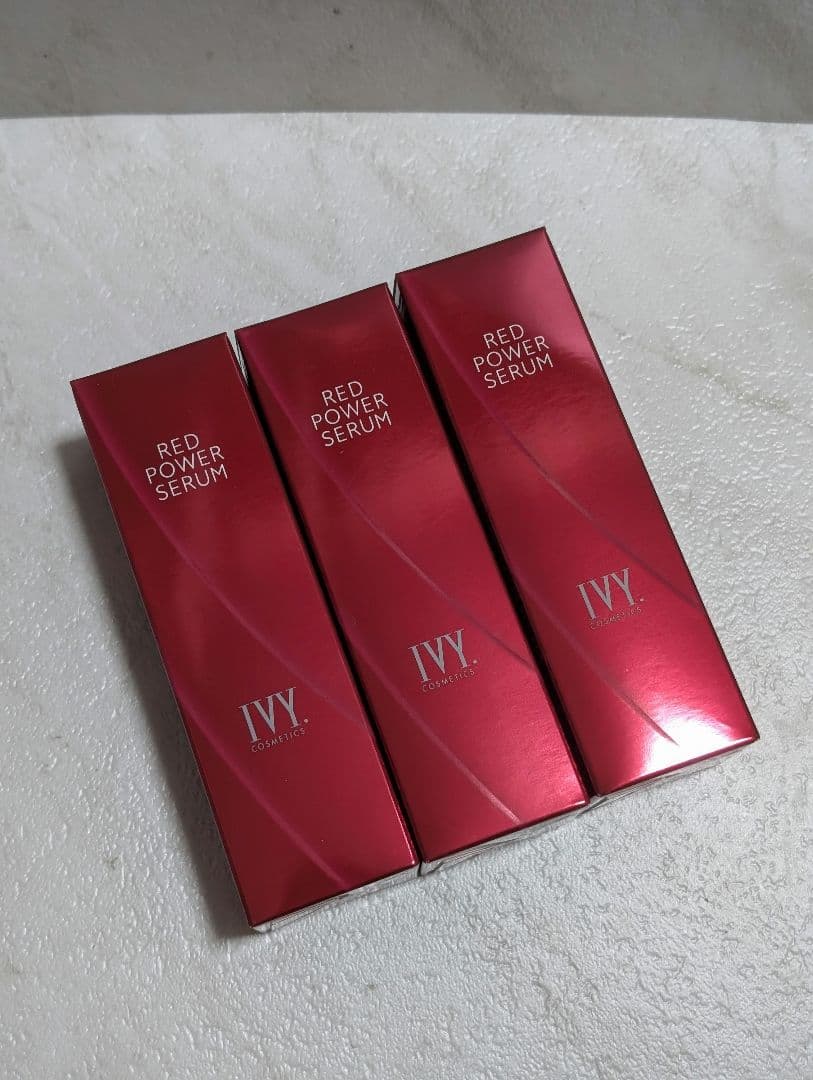 RED
POWER
SERUM
IVY.
COSMETICS
RED
POWER
SERUM
IVY.
COSMETICS
RED
POWER
SERUM
IVY.
COSMETICS